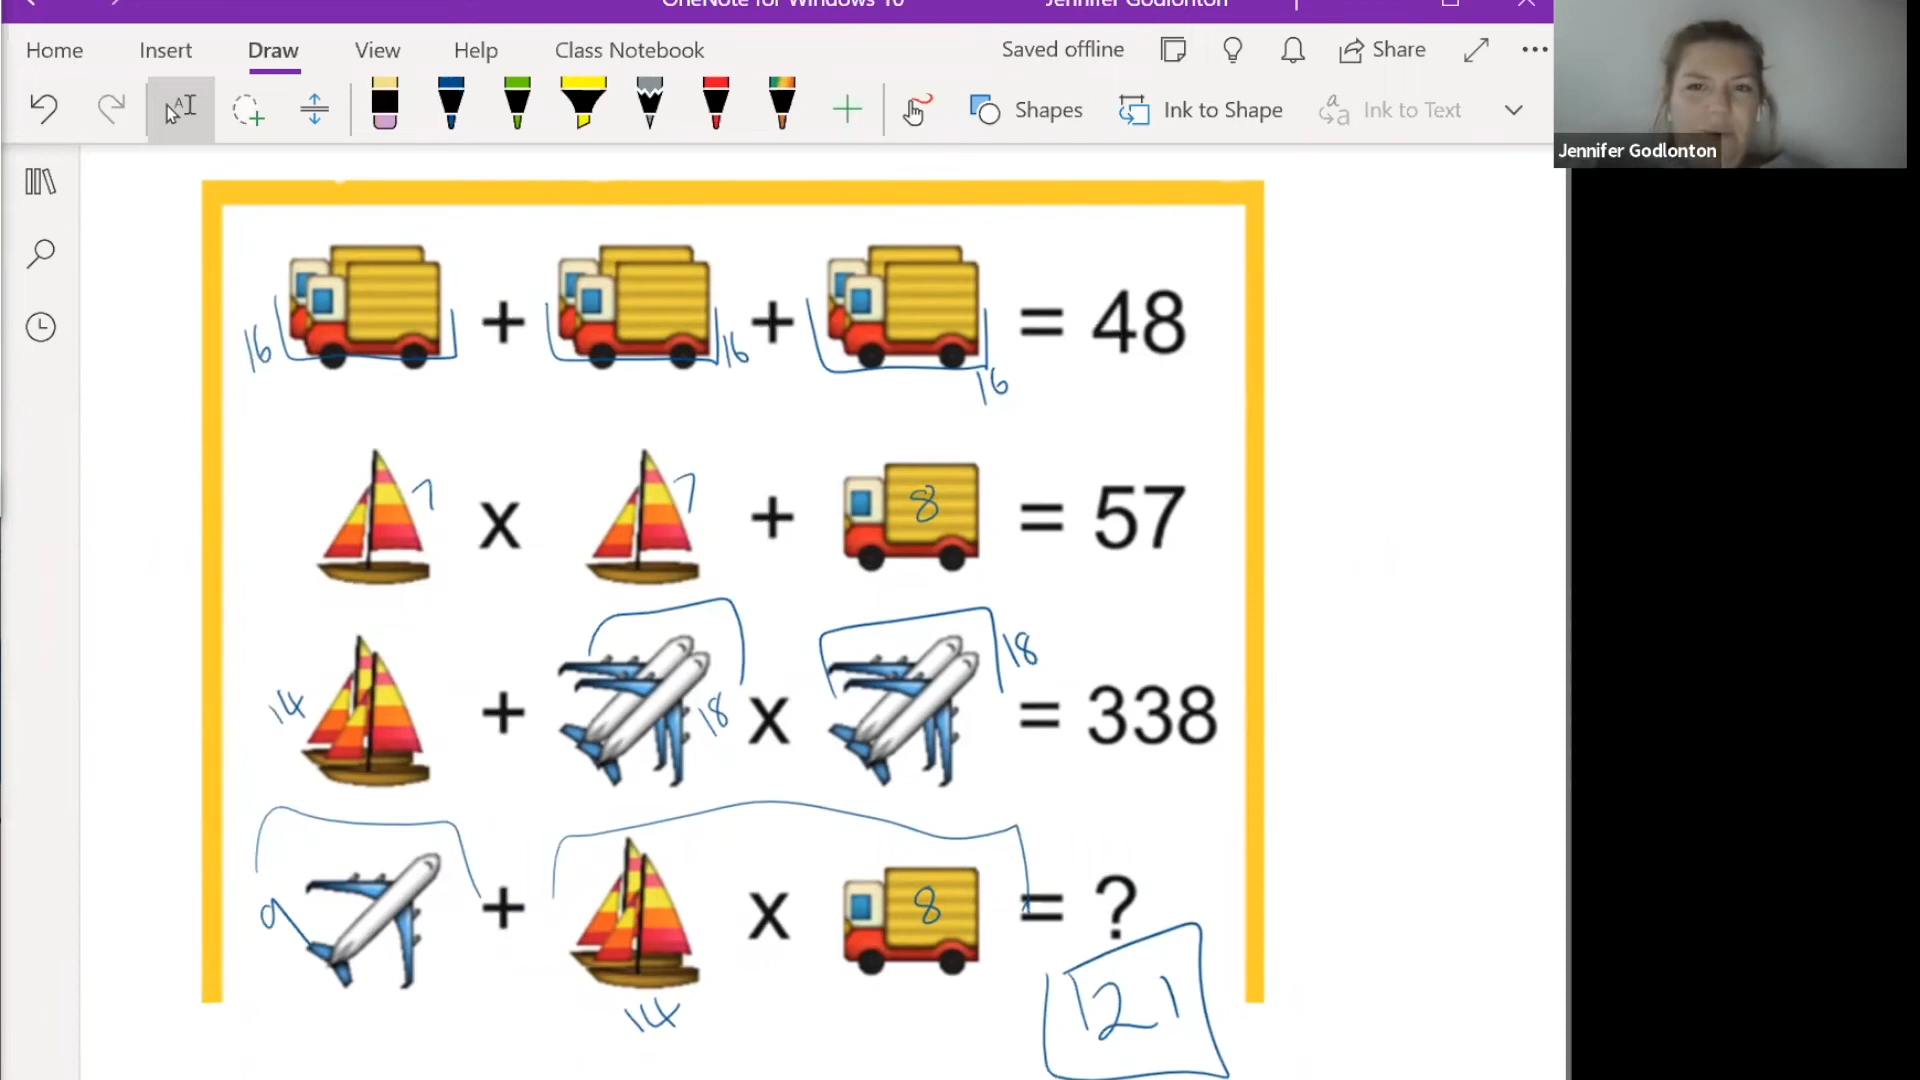 OneNote for Windows 10
Jennifer Godlonton
Home Insert Draw View Help Class Notebook
Saved offline Share
Shapes Ink to Shape Ink to Text
Jennifer Godlonton
+ + = 48
16 16 16
7 x 7 + 8 = 57
14 + 18 x 18 = 338
9 + 14 x 8 = ?
121